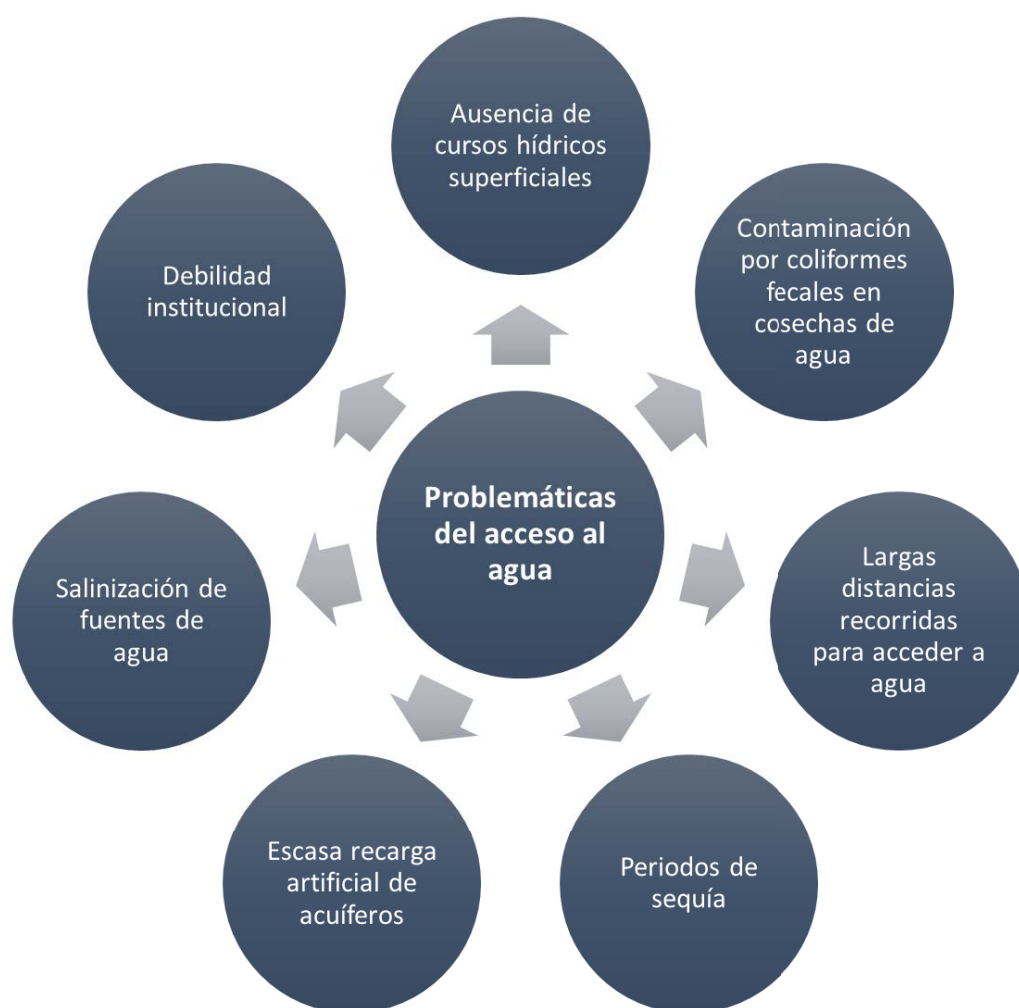 Ausencia de
cursos hídricos
superficiales
Contaminación
por coliformes
fecales en
cosechas de
agua
Largas
distancias
recorridas
para acceder a
agua
Periodos de
sequía
Escasa recarga
artificial de
acuíferos
Salinización de
fuentes de
agua
Debilidad
institucional
Problemáticas
del acceso al
agua